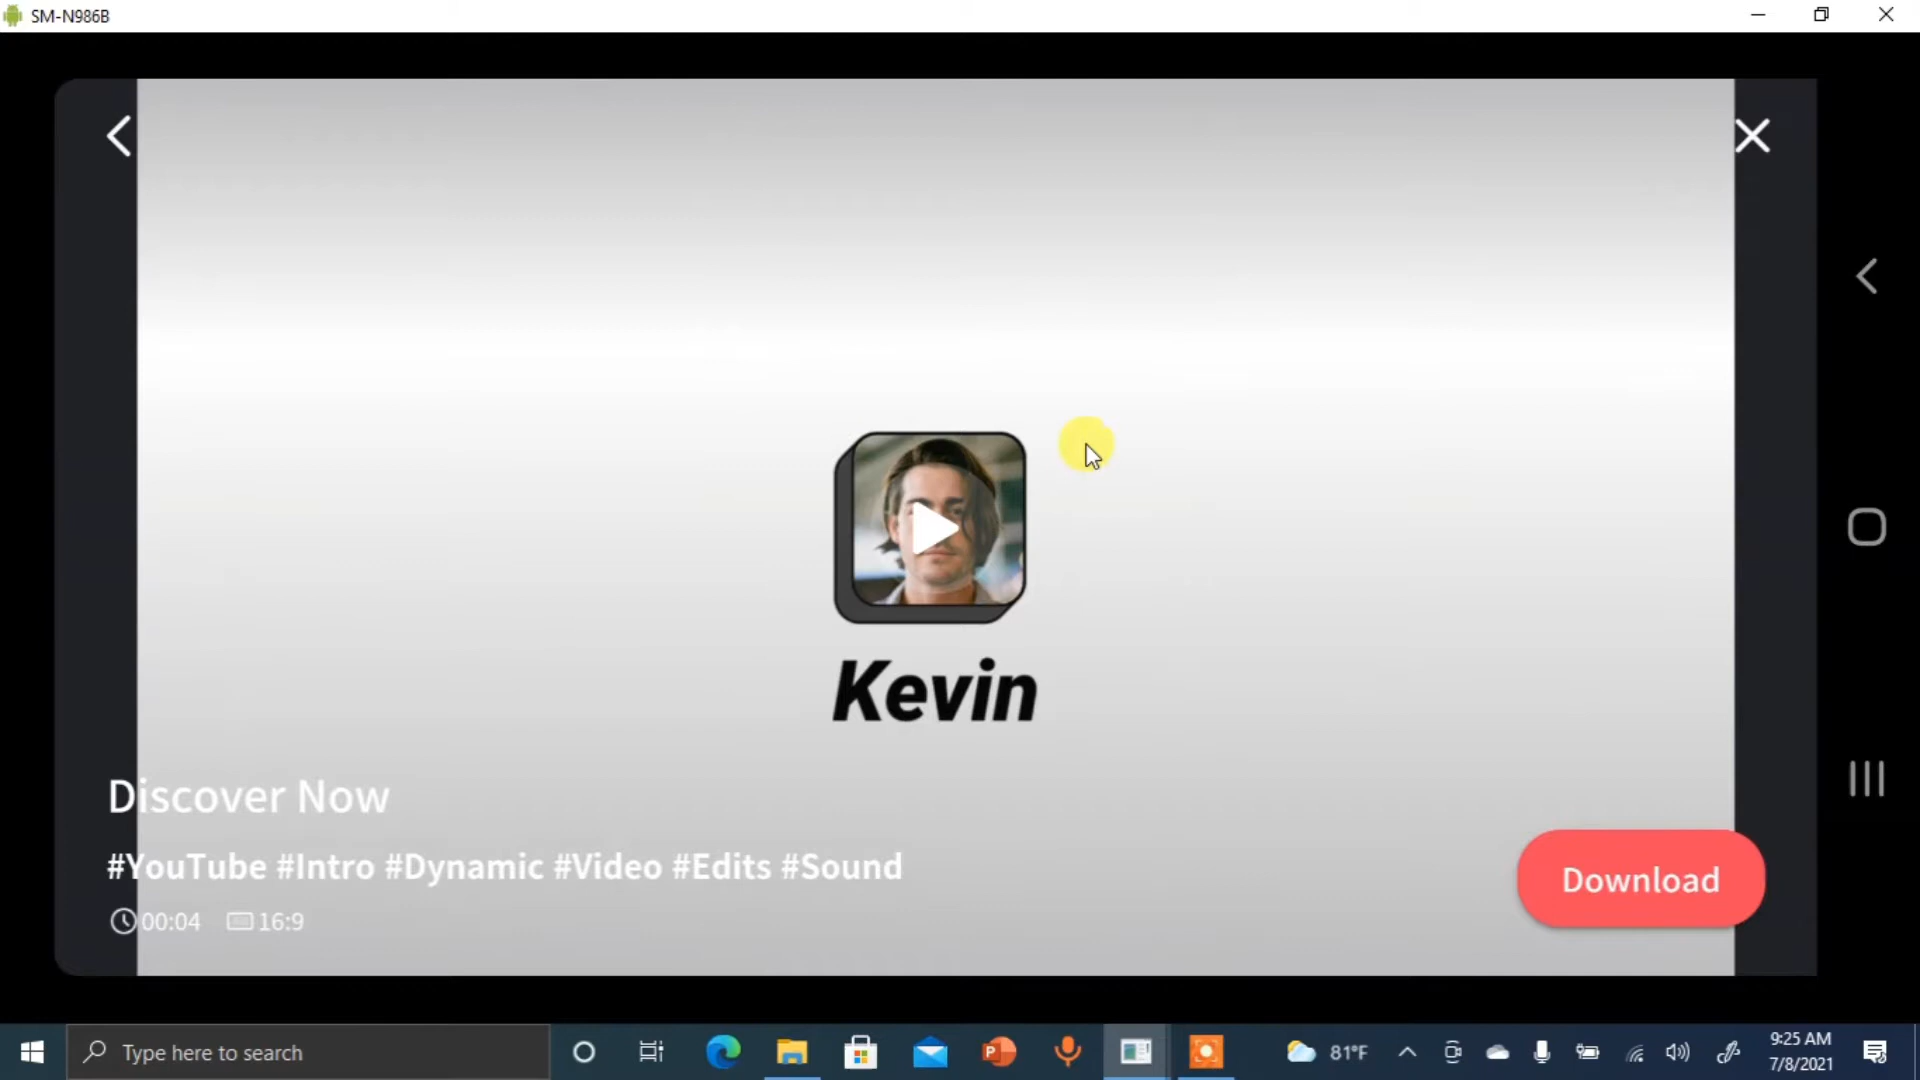 SM-N986B
Kevin
Discover Now
#YouTube #Intro #Dynamic #Video #Edits #Sound
00:04 16:9
Download
Type here to search
P
81°F
9:25 AM
7/8/2021